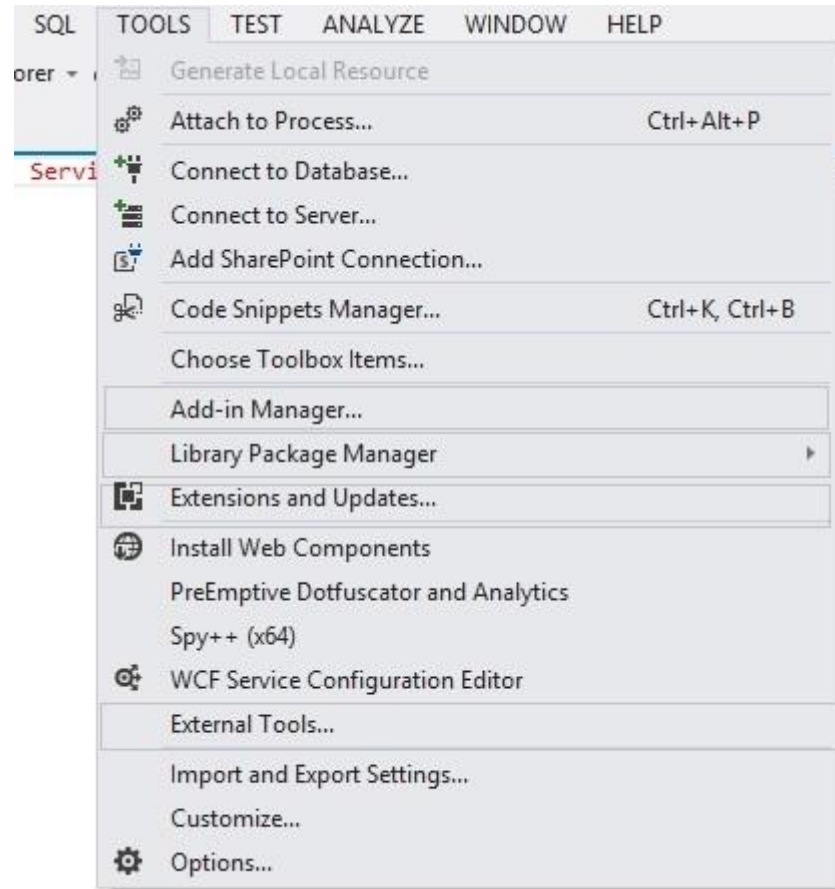 SQL TOOLS TEST ANALYZE WINDOW HELP
orer
Generate Local Resource
Attach to Process... Ctrl+Alt+P
Servi
Connect to Database...
Connect to Server...
Add SharePoint Connection...
Code Snippets Manager... Ctrl+K, Ctrl+B
Choose Toolbox Items...
Add-in Manager...
Library Package Manager
Extensions and Updates...
Install Web Components
PreEmptive Dotfuscator and Analytics
Spy++ (x64)
WCF Service Configuration Editor
External Tools...
Import and Export Settings...
Customize...
Options...